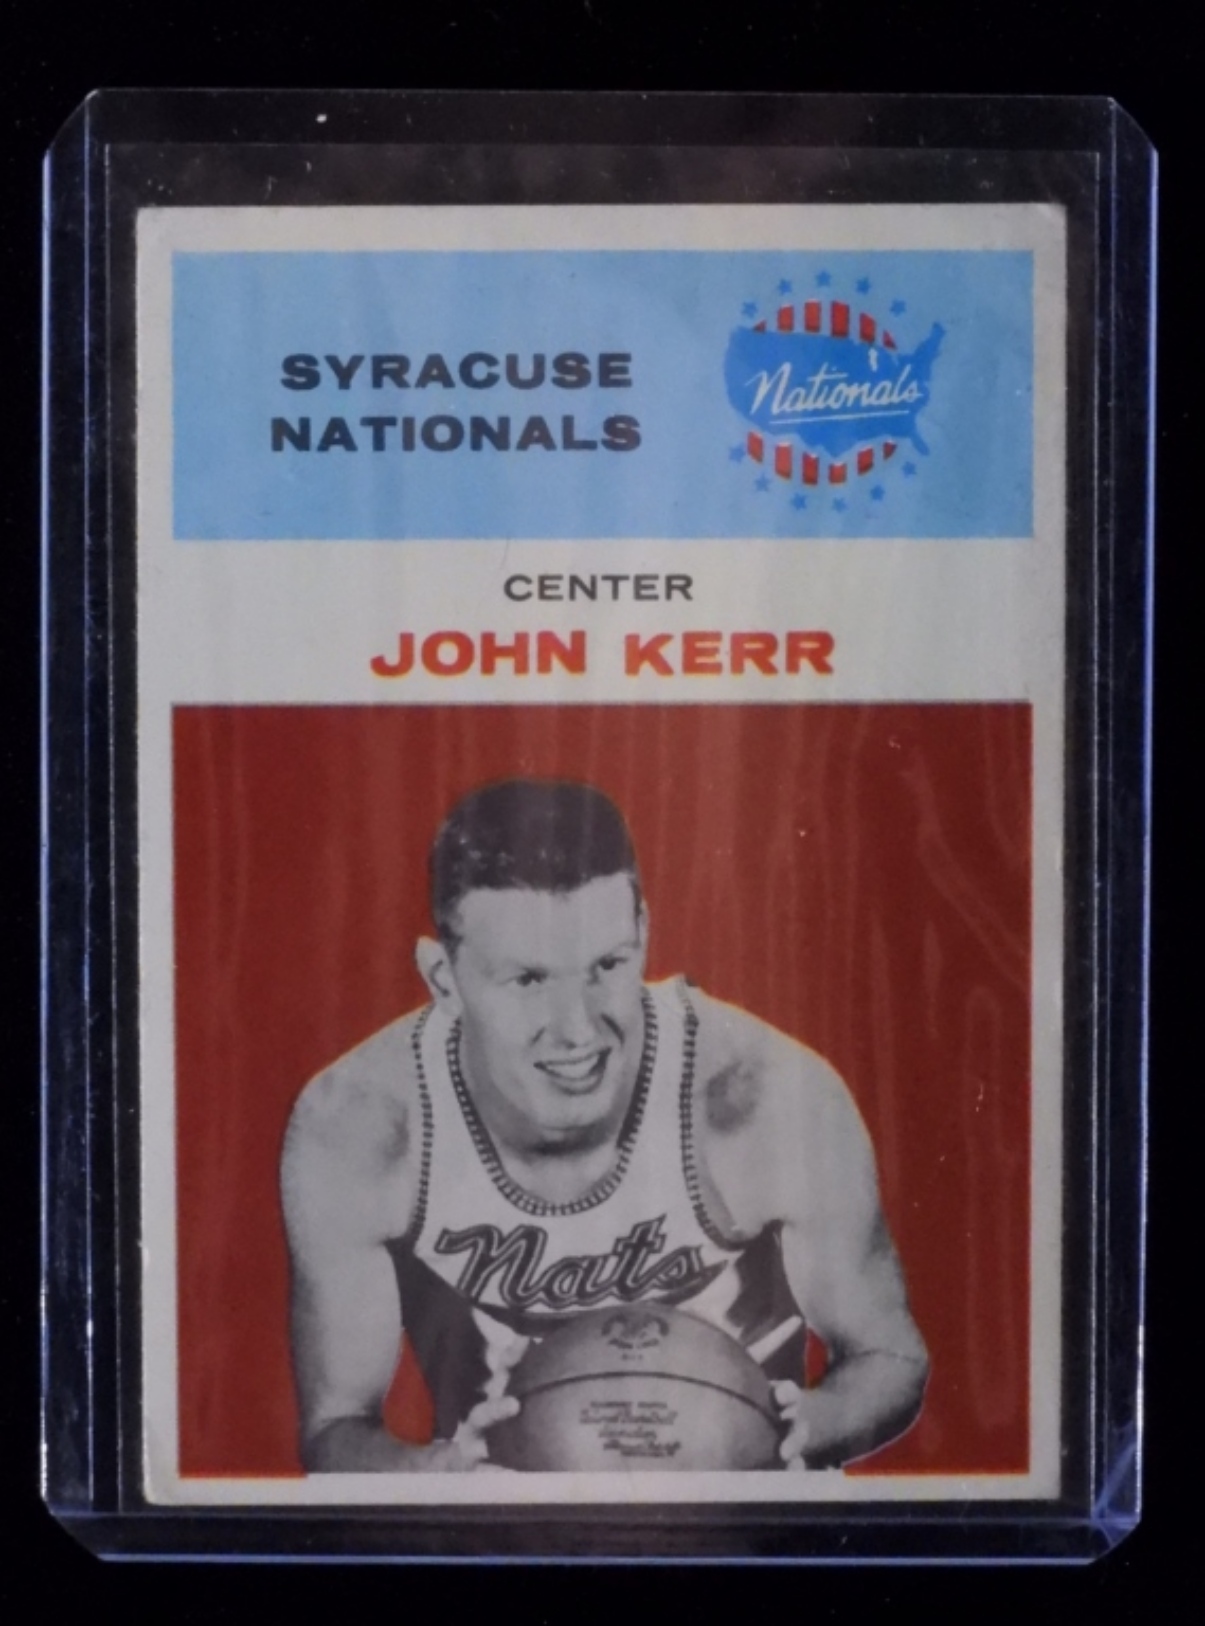 SYRACUSE
NATIONALS
Nationals
CENTER
JOHN KERR
Nats